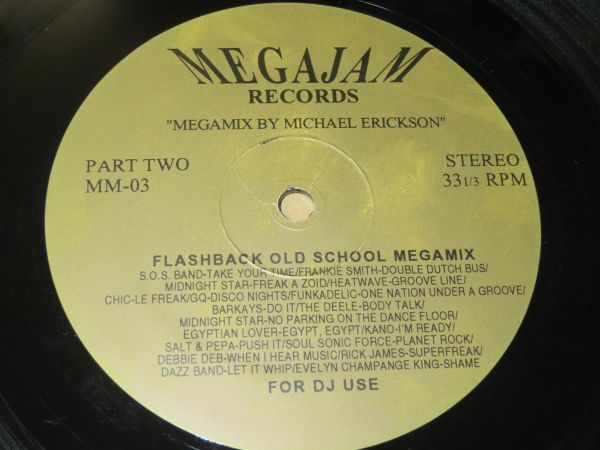 MEGAJAM
RECORDS
"MEGAMIX BY MICHAEL ERICKSON"
PART TWO
MM-03
STEREO
33 1/3 RPM
FLASHBACK OLD SCHOOL MEGAMIX
S.O.S. BAND-TAKE YOUR TIME/FRANKIE SMITH-DOUBLE DUTCH BUS/
MIDNIGHT STAR-FREAK A ZOID/HEATWAVE-GROOVE LINE/
CHIC-LE FREAK/GQ-DISCO NIGHTS/FUNKADELIC-ONE NATION UNDER A GROOVE/
BARKAYS-DO IT/THE DEELE-BODY TALK/
MIDNIGHT STAR-NO PARKING ON THE DANCE FLOOR/
EGYPTIAN LOVER-EGYPT, EGYPT/KANO-I'M READY/
SALT & PEPA-PUSH IT/SOUL SONIC FORCE-PLANET ROCK/
DEBBIE DEB-WHEN I HEAR MUSIC/RICK JAMES-SUPERFREAK/
DAZZ BAND-LET IT WHIP/EVELYN CHAMPANGE KING-SHAME
FOR DJ USE